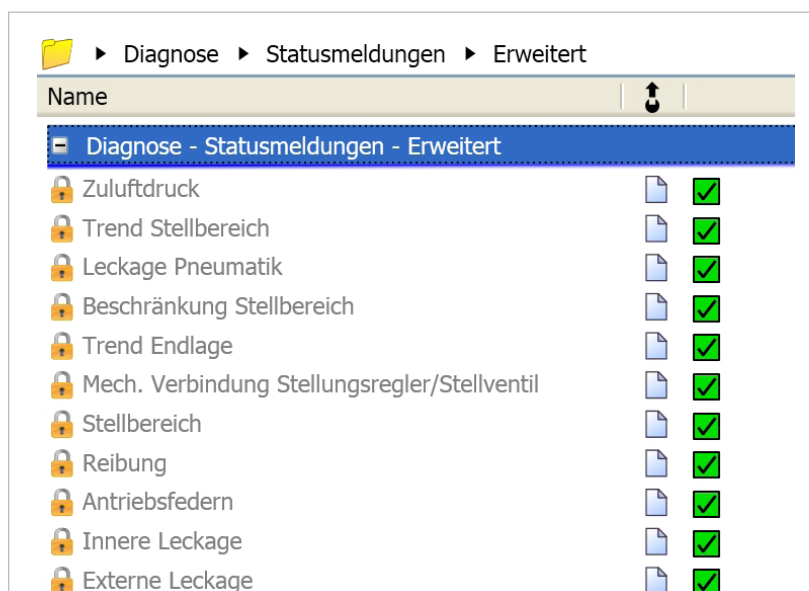 Diagnose Statusmeldungen Erweitert
Name
Diagnose - Statusmeldungen - Erweitert
Zuluftdruck
Trend Stellbereich
Leckage Pneumatik
Beschränkung Stellbereich
Trend Endlage
Mech. Verbindung Stellungsregler/Stellventil
Stellbereich
Reibung
Antriebsfedern
Innere Leckage
Externe Leckage